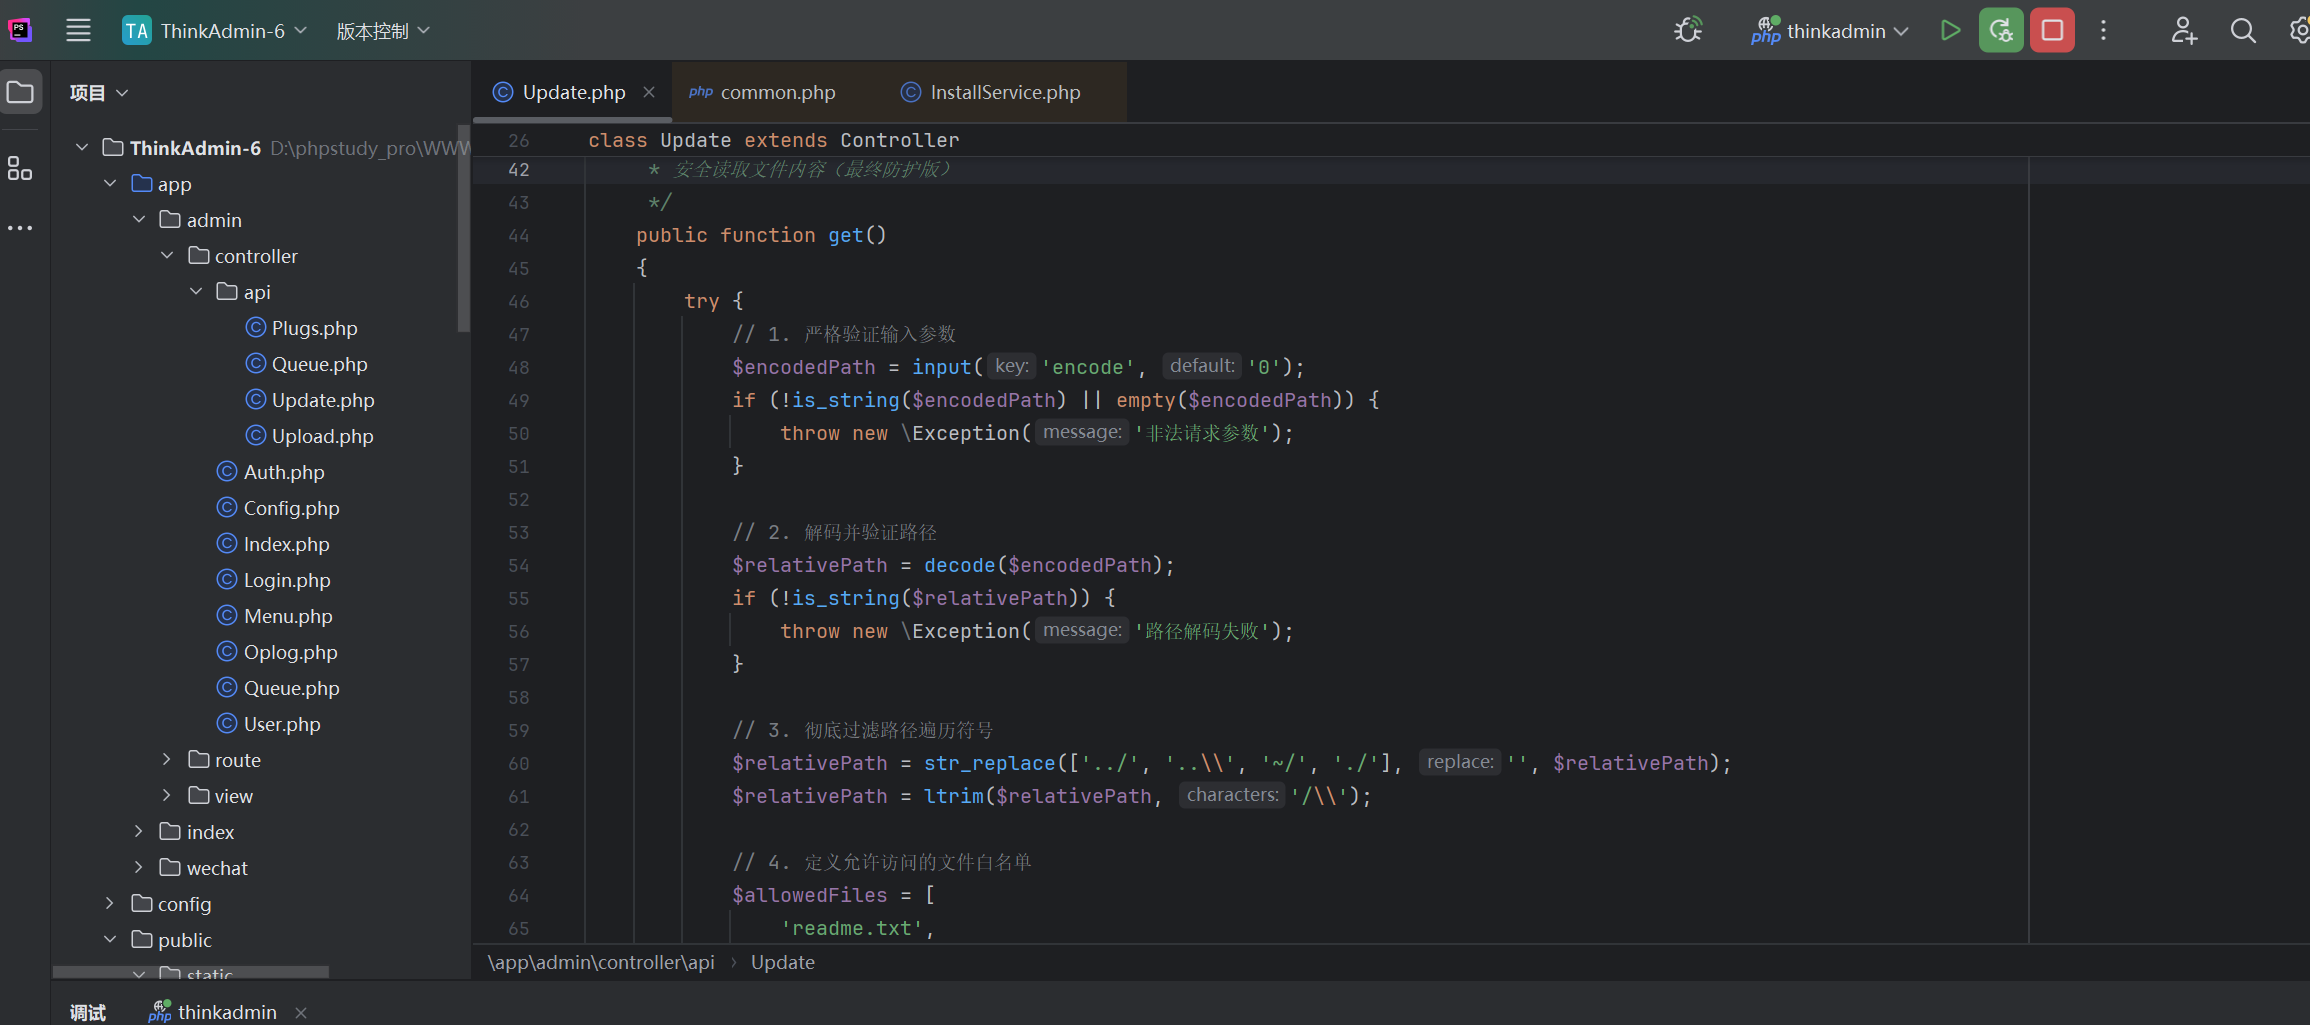 PS
TA ThinkAdmin-6 版本控制
php thinkadmin
项目
ThinkAdmin-6 D:\phpstudy_pro\WWW
app
admin
controller
api
Plugs.php
Queue.php
Update.php
Upload.php
Auth.php
Config.php
Index.php
Login.php
Menu.php
Oplog.php
Queue.php
User.php
route
view
index
wechat
config
public
static
Update.php
php common.php
InstallService.php
26 class Update extends Controller
42 * 安全读取文件内容（最终防护版）
43 */
44 public function get()
45 {
46 try {
47 // 1. 严格验证输入参数
48 $encodedPath = input( key: 'encode', default: '0');
49 if (!is_string($encodedPath) || empty($encodedPath)) {
50 throw new \Exception( message: '非法请求参数');
51 }
52
53 // 2. 解码并验证路径
54 $relativePath = decode($encodedPath);
55 if (!is_string($relativePath)) {
56 throw new \Exception( message: '路径解码失败');
57 }
58
59 // 3. 彻底过滤路径遍历符号
60 $relativePath = str_replace(['../', '..\\', '~/', './'], replace: '', $relativePath);
61 $relativePath = ltrim($relativePath, characters: '/\\');
62
63 // 4. 定义允许访问的文件白名单
64 $allowedFiles = [
65 'readme.txt',
\app\admin\controller\api › Update
调试 php thinkadmin